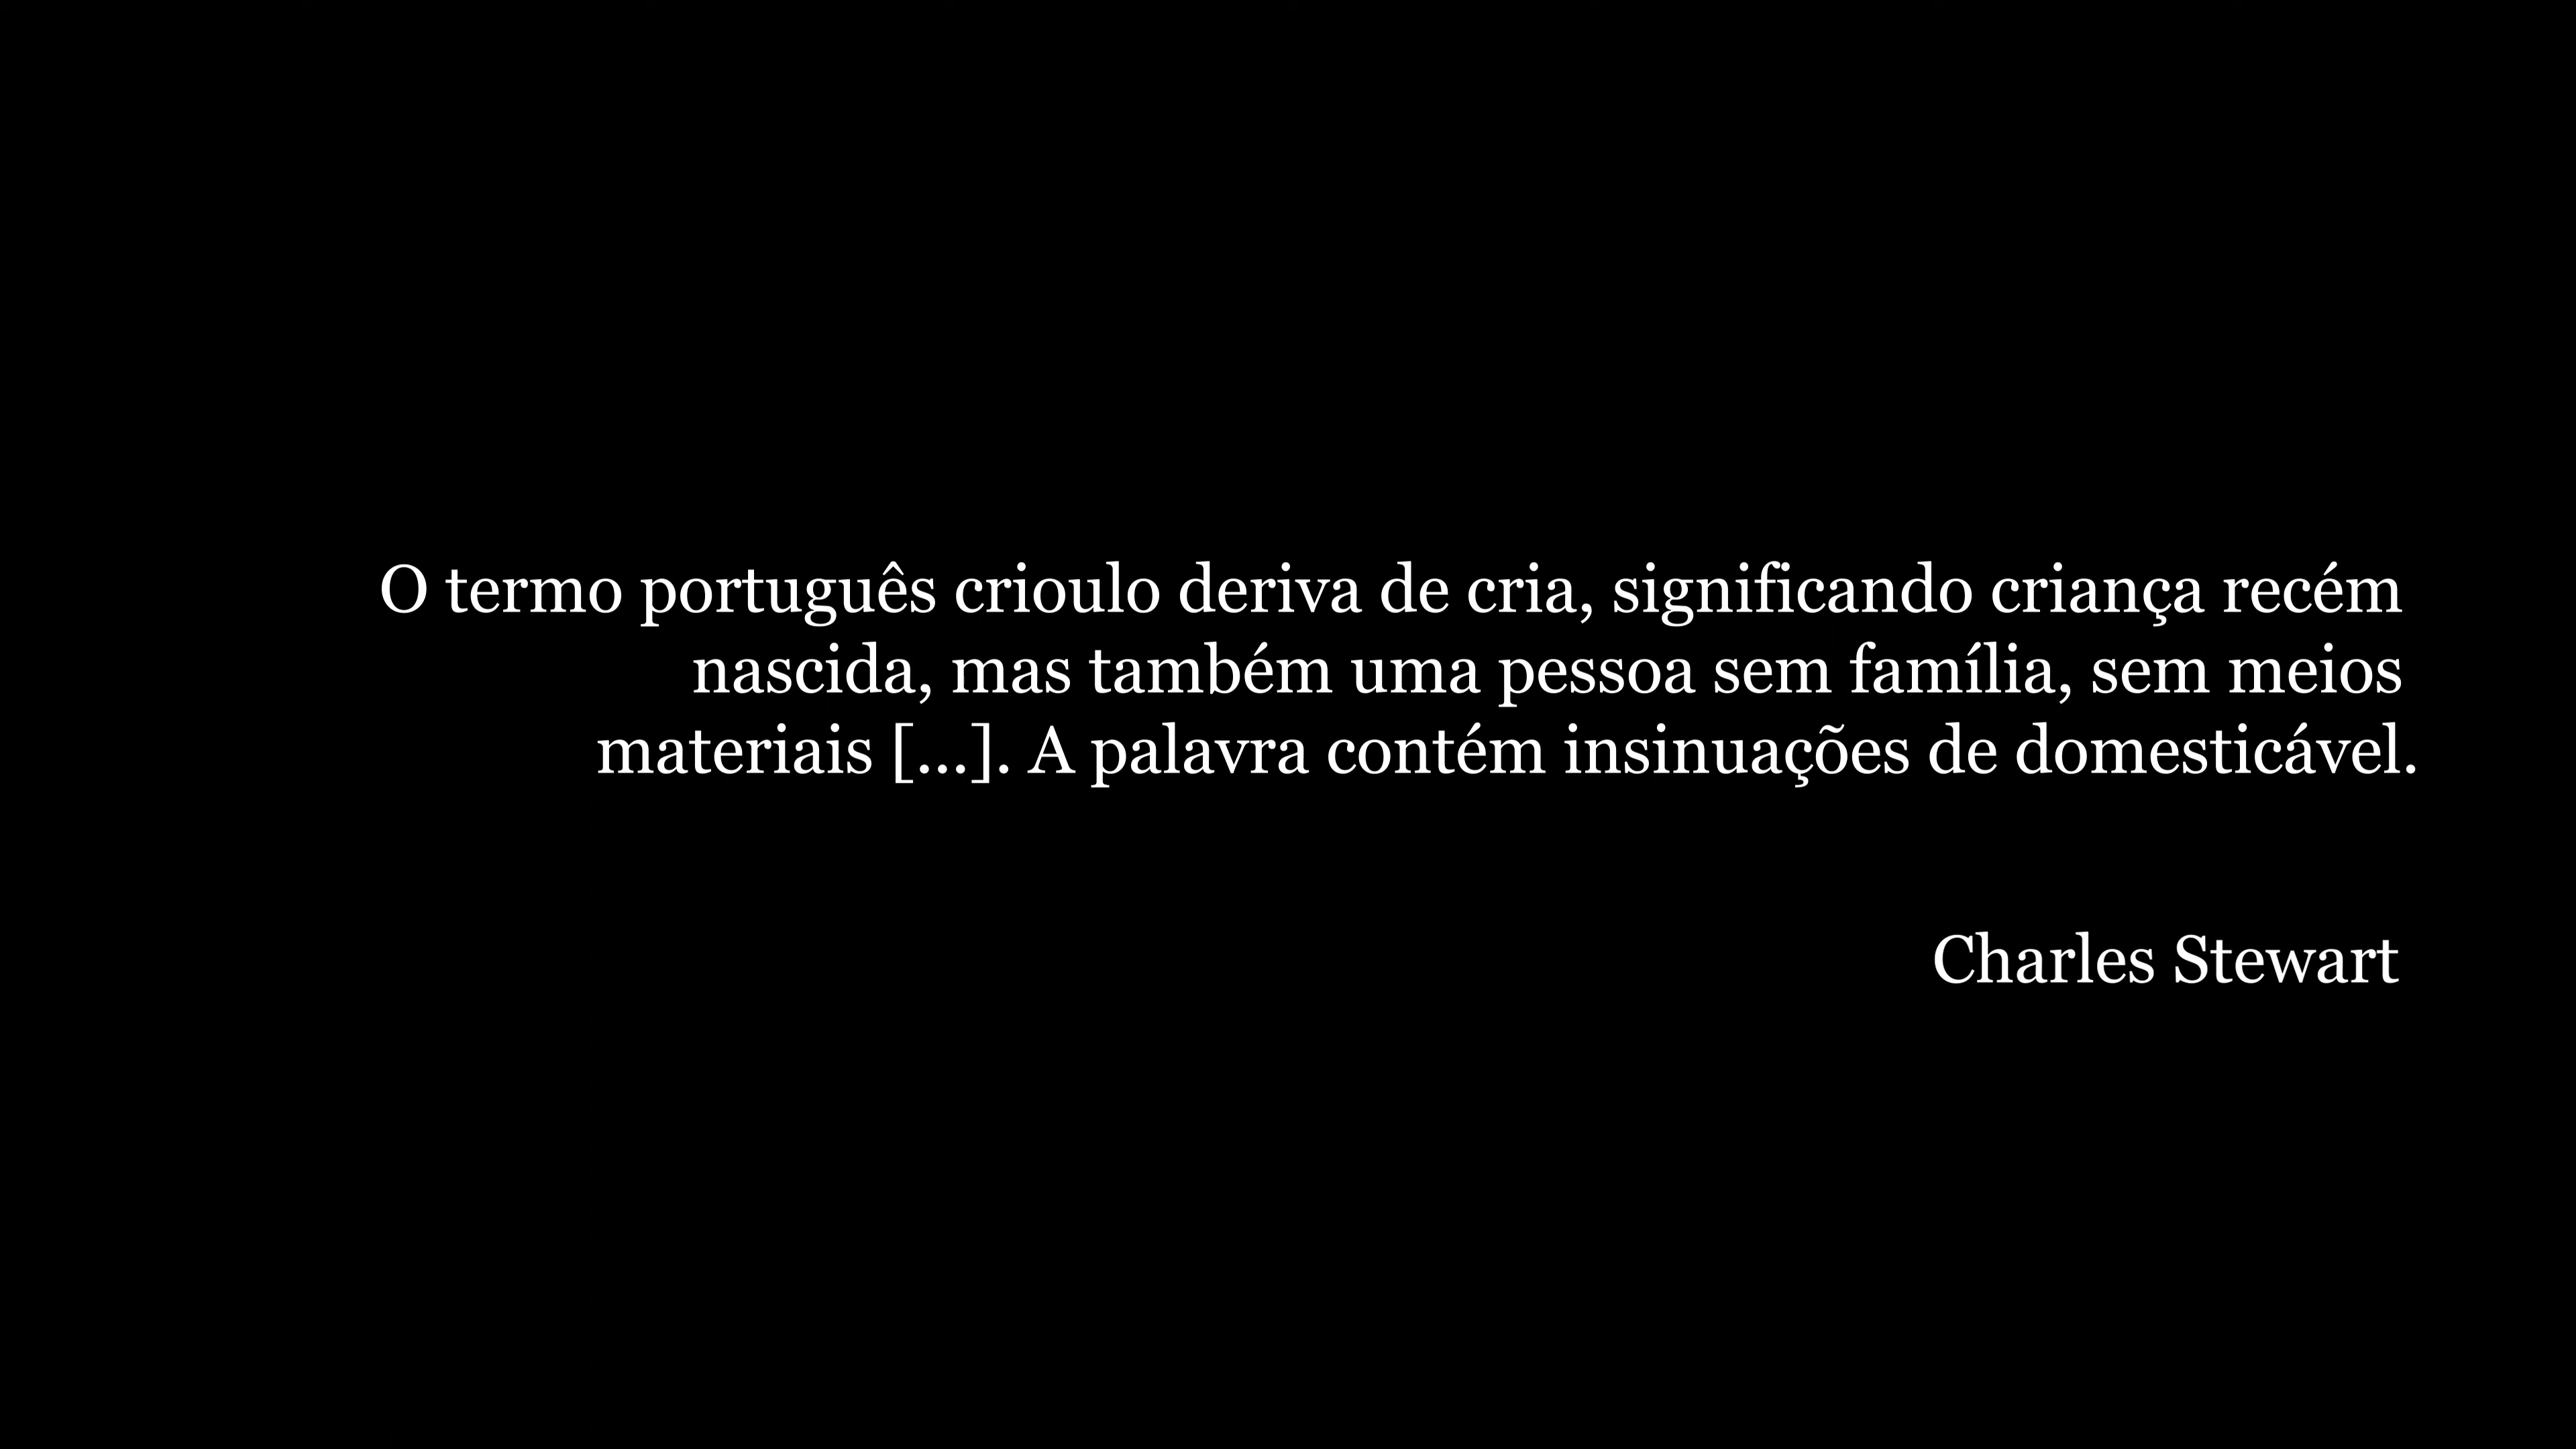 O termo português crioulo deriva de cria, significando criança recém
nascida, mas também uma pessoa sem família, sem meios
materiais [...]. A palavra contém insinuações de domesticável.
Charles Stewart